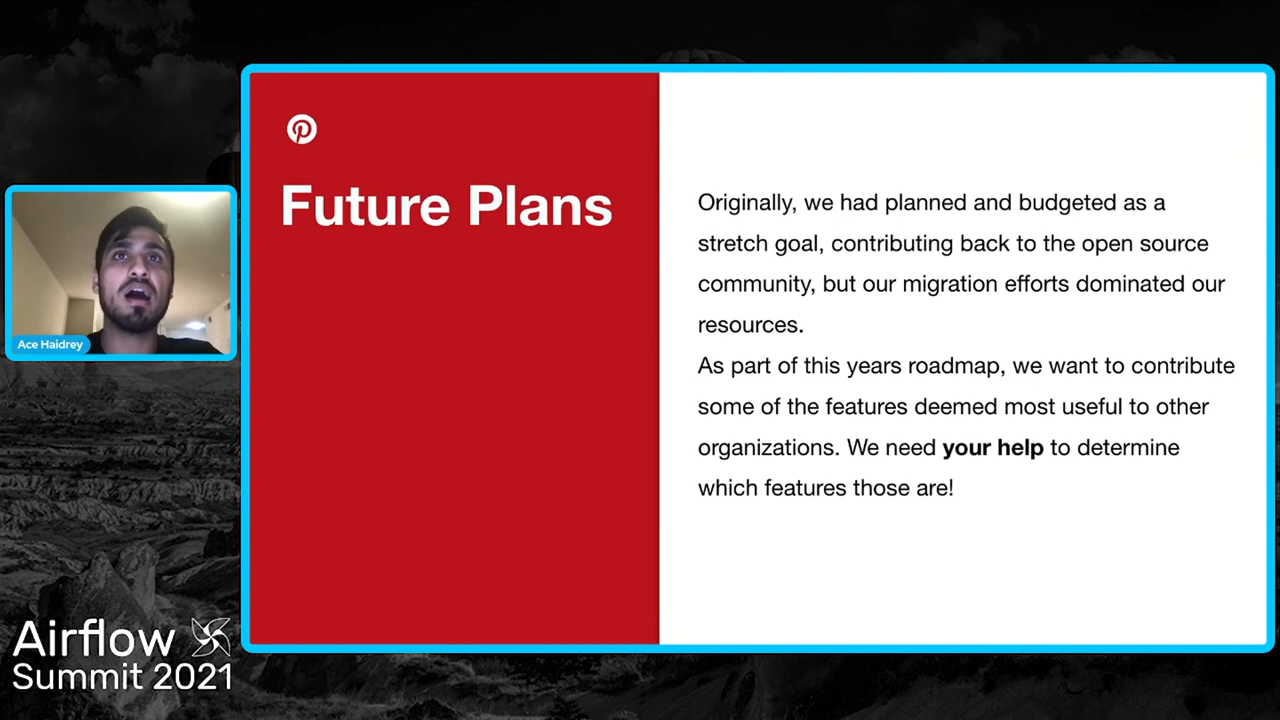 Future Plans
Originally, we had planned and budgeted as a
stretch goal, contributing back to the open source
community, but our migration efforts dominated our
resources.
As part of this years roadmap, we want to contribute
some of the features deemed most useful to other
organizations. We need your help to determine
which features those are!
Ace Haidrey
Airflow
Summit 2021